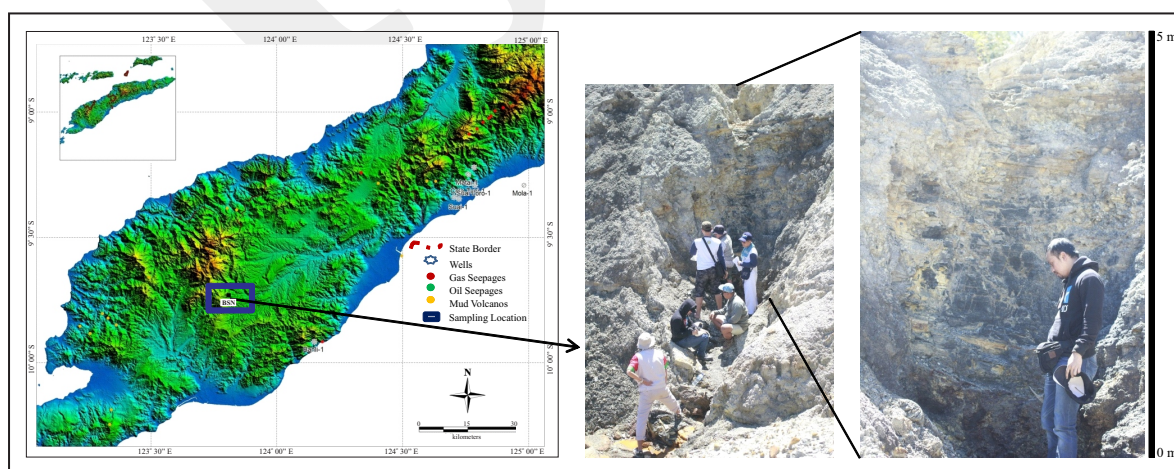 123˚ 30’’ E
124˚ 00’’ E
124˚ 30’’ E
125˚ 00’’ E
9˚ 00’’ S
9˚ 00’’ S
Mola-1
9˚ 30’’ S
9˚ 30’’ S
State Border
Wells
Gas Seepages
Oil Seepages
Mud Volcanos
Sampling Location
BSN
10˚ 00’’ S
10˚ 00’’ S
N
0 15 30
kilometers
123˚ 30’’ E
124˚ 00’’ E
124˚ 30’’ E
125˚ 00’’ E
5 m
0 m